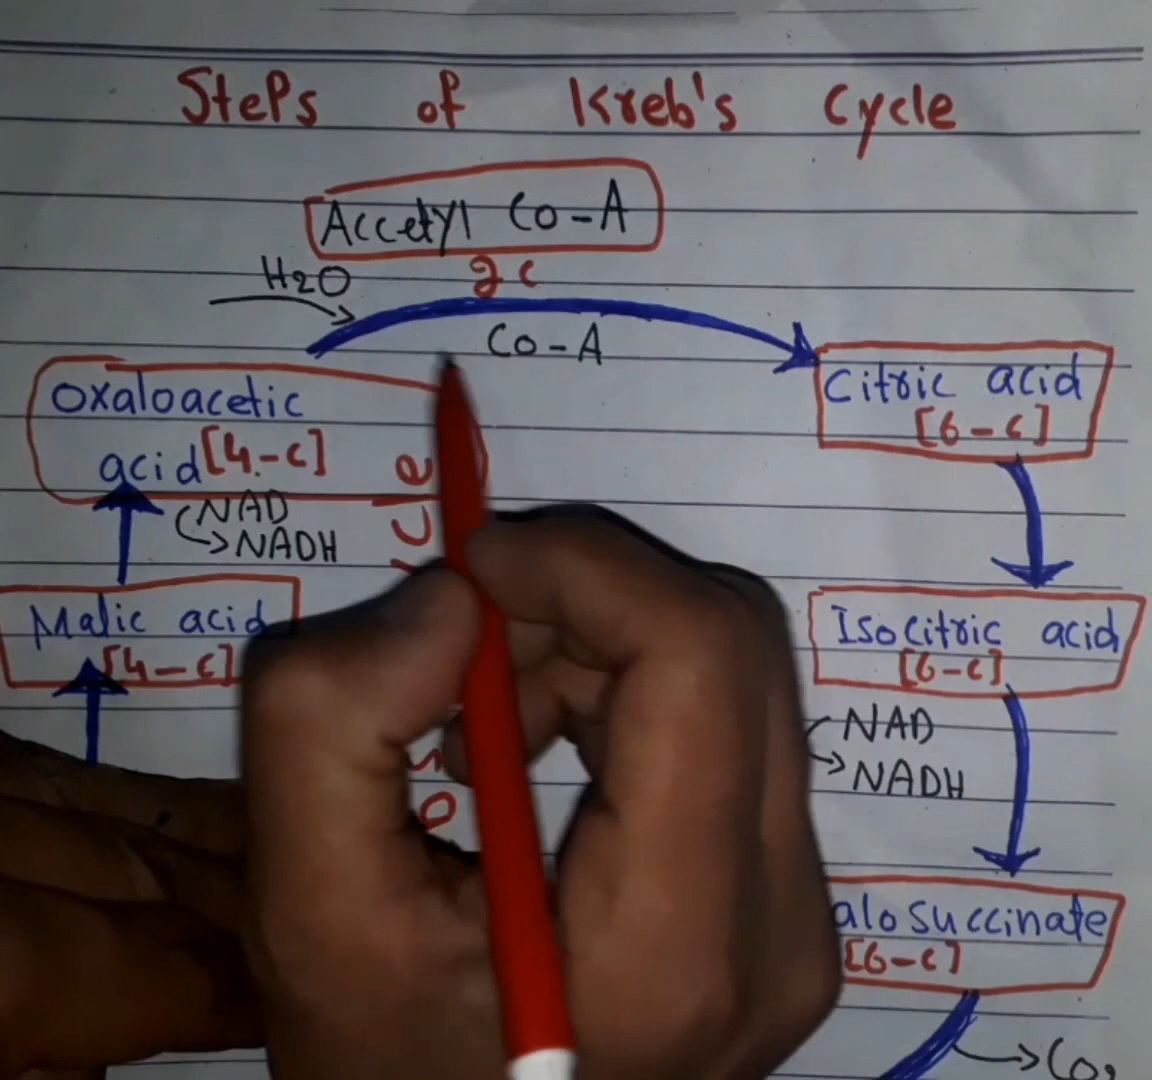 Steps of Kreb's Cycle
Accetyl Co-A
2c
H2O
Co-A
Oxaloacetic
acid [4-c]
Citric acid
[6-c]
NAD
NADH
Malic acid
[4-c]
Isocitric acid
[6-c]
NAD
NADH
alosuccinate
[6-c]